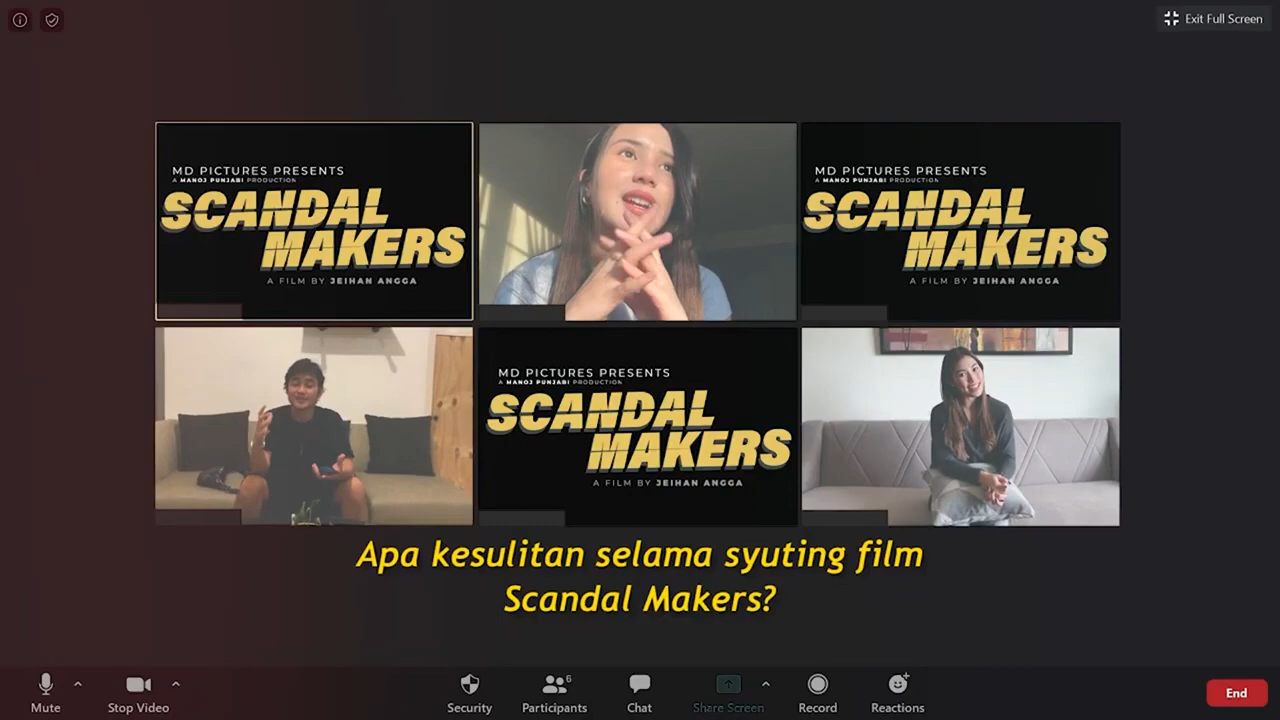 Exit Full Screen
MD PICTURES PRESENTS
A MANOJ PUNJABI PRODUCTION
SCANDAL
MAKERS
A FILM BY JEIHAN ANGGA
MD PICTURES PRESENTS
A MANOJ PUNJABI PRODUCTION
SCANDAL
MAKERS
A FILM BY JEIHAN ANGGA
MD PICTURES PRESENTS
A MANOJ PUNJABI PRODUCTION
SCANDAL
MAKERS
A FILM BY JEIHAN ANGGA
Apa kesulitan selama syuting film
Scandal Makers?
6
Mute Stop Video Security Participants Chat Share Screen Record Reactions End